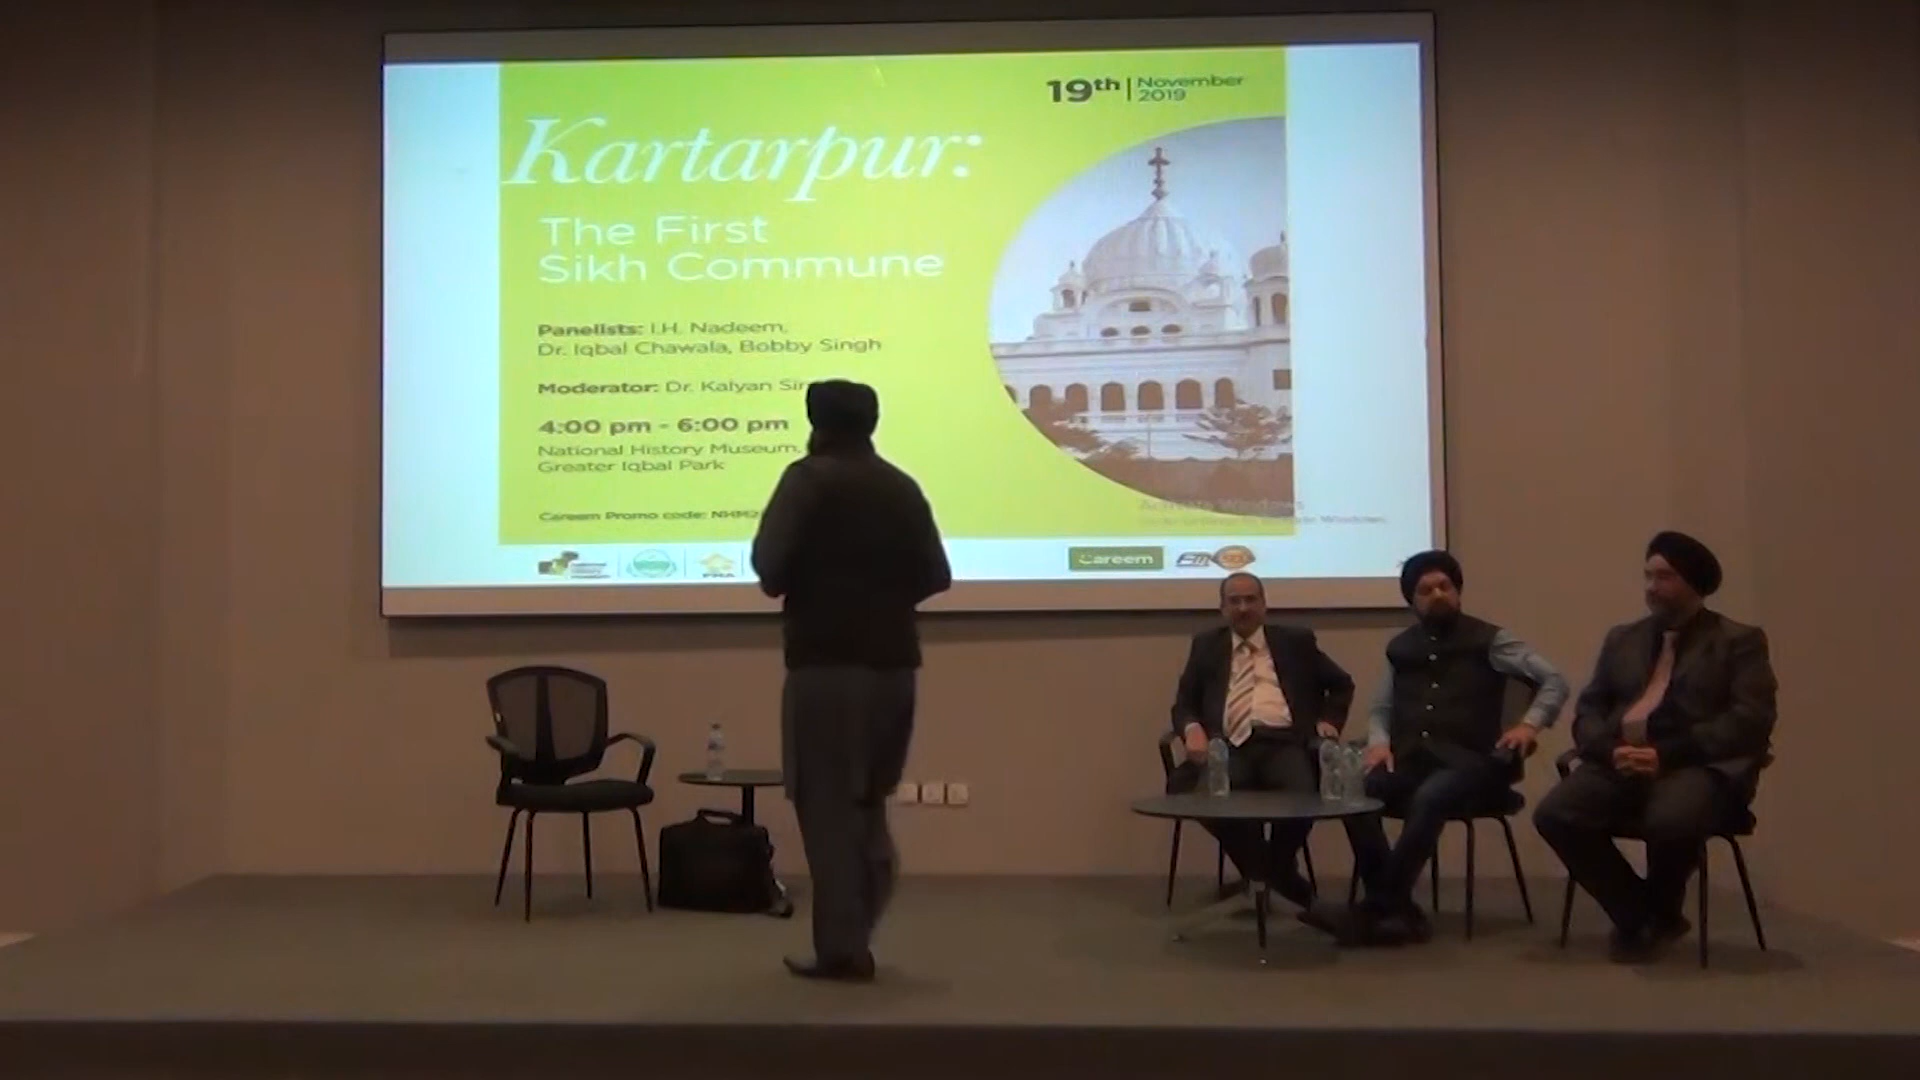 19th | November
2019
Kartarpur:
The First
Sikh Commune
Panelists: I.H. Nadeem,
Dr. Iqbal Chawala, Bobby Singh
Moderator: Dr. Kalyan
4:00 pm - 6:00 pm
National History Museum,
Greater Iqbal Park
Careem Promo code:
Careem